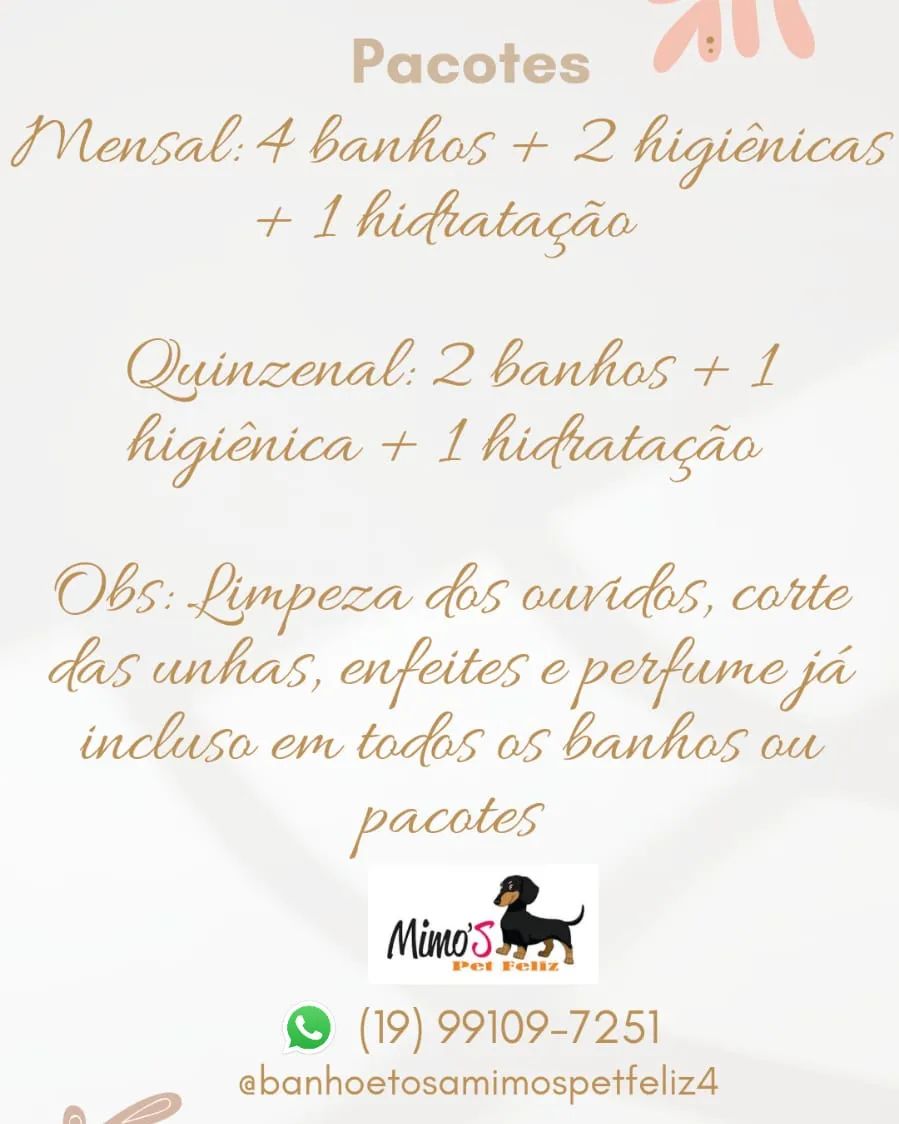 Pacotes
Mensal: 4 banhos + 2 higiênicas
+ 1 hidratação
Quinzenal: 2 banhos + 1
higiênica + 1 hidratação
Obs: Limpeza dos ouvidos, corte
das unhas, enfeites e perfume já
incluso em todos os banhos ou
pacotes
Mimo's
Pet Feliz
(19) 99109-7251
@banhoetosamimospetfeliz4